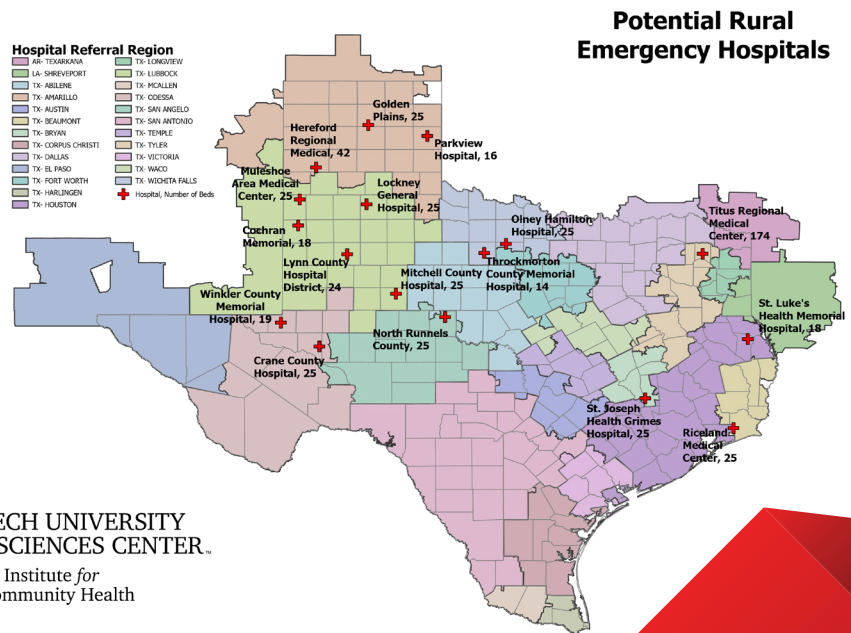 Potential Rural
Emergency Hospitals
Hospital Referral Region
AR- TEXARKANA
LA- SHREVEPORT
TX- ABILENE
TX- AMARILLO
TX- AUSTIN
TX- BEAUMONT
TX- BRYAN
TX- CORPUS CHRISTI
TX- DALLAS
TX- EL PASO
TX- FORT WORTH
TX- HARLINGEN
TX- HOUSTON
TX- LONGVIEW
TX- LUBBOCK
TX- MCALLEN
TX- ODESSA
TX- SAN ANGELO
TX- SAN ANTONIO
TX- TEMPLE
TX- TYLER
TX- VICTORIA
TX- WACO
TX- WICHITA FALLS
Hospital, Number of Beds
Golden
Plains, 25
Hereford
Regional
Medical, 42
Parkview
Hospital, 16
Muleshoe
Area Medical
Center, 25
Lockney
General
Hospital, 25
Cochran
Memorial, 18
Olney Hamilton
Hospital, 25
Titus Regional
Medical
Center, 174
Lynn County
Hospital
District, 24
Throckmorton
County Memorial
Hospital, 14
Mitchell County
Hospital, 25
Winkler County
Memorial
Hospital, 19
St. Luke's
Health Memorial
Hospital, 18
North Runnels
County, 25
Crane County
Hospital, 25
St. Joseph
Health Grimes
Hospital, 25
Riceland
Medical
Center, 25
ECH UNIVERSITY
SCIENCES CENTER™
Institute for
ommunity Health